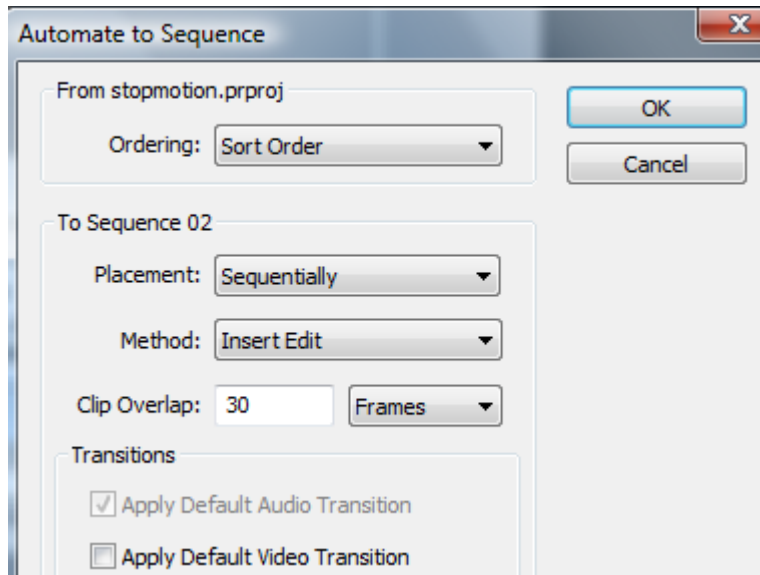 Automate to Sequence
From stopmotion.prproj
OK
Ordering: Sort Order
Cancel
To Sequence 02
Placement: Sequentially
Method: Insert Edit
Clip Overlap: 30 Frames
Transitions
Apply Default Audio Transition
Apply Default Video Transition